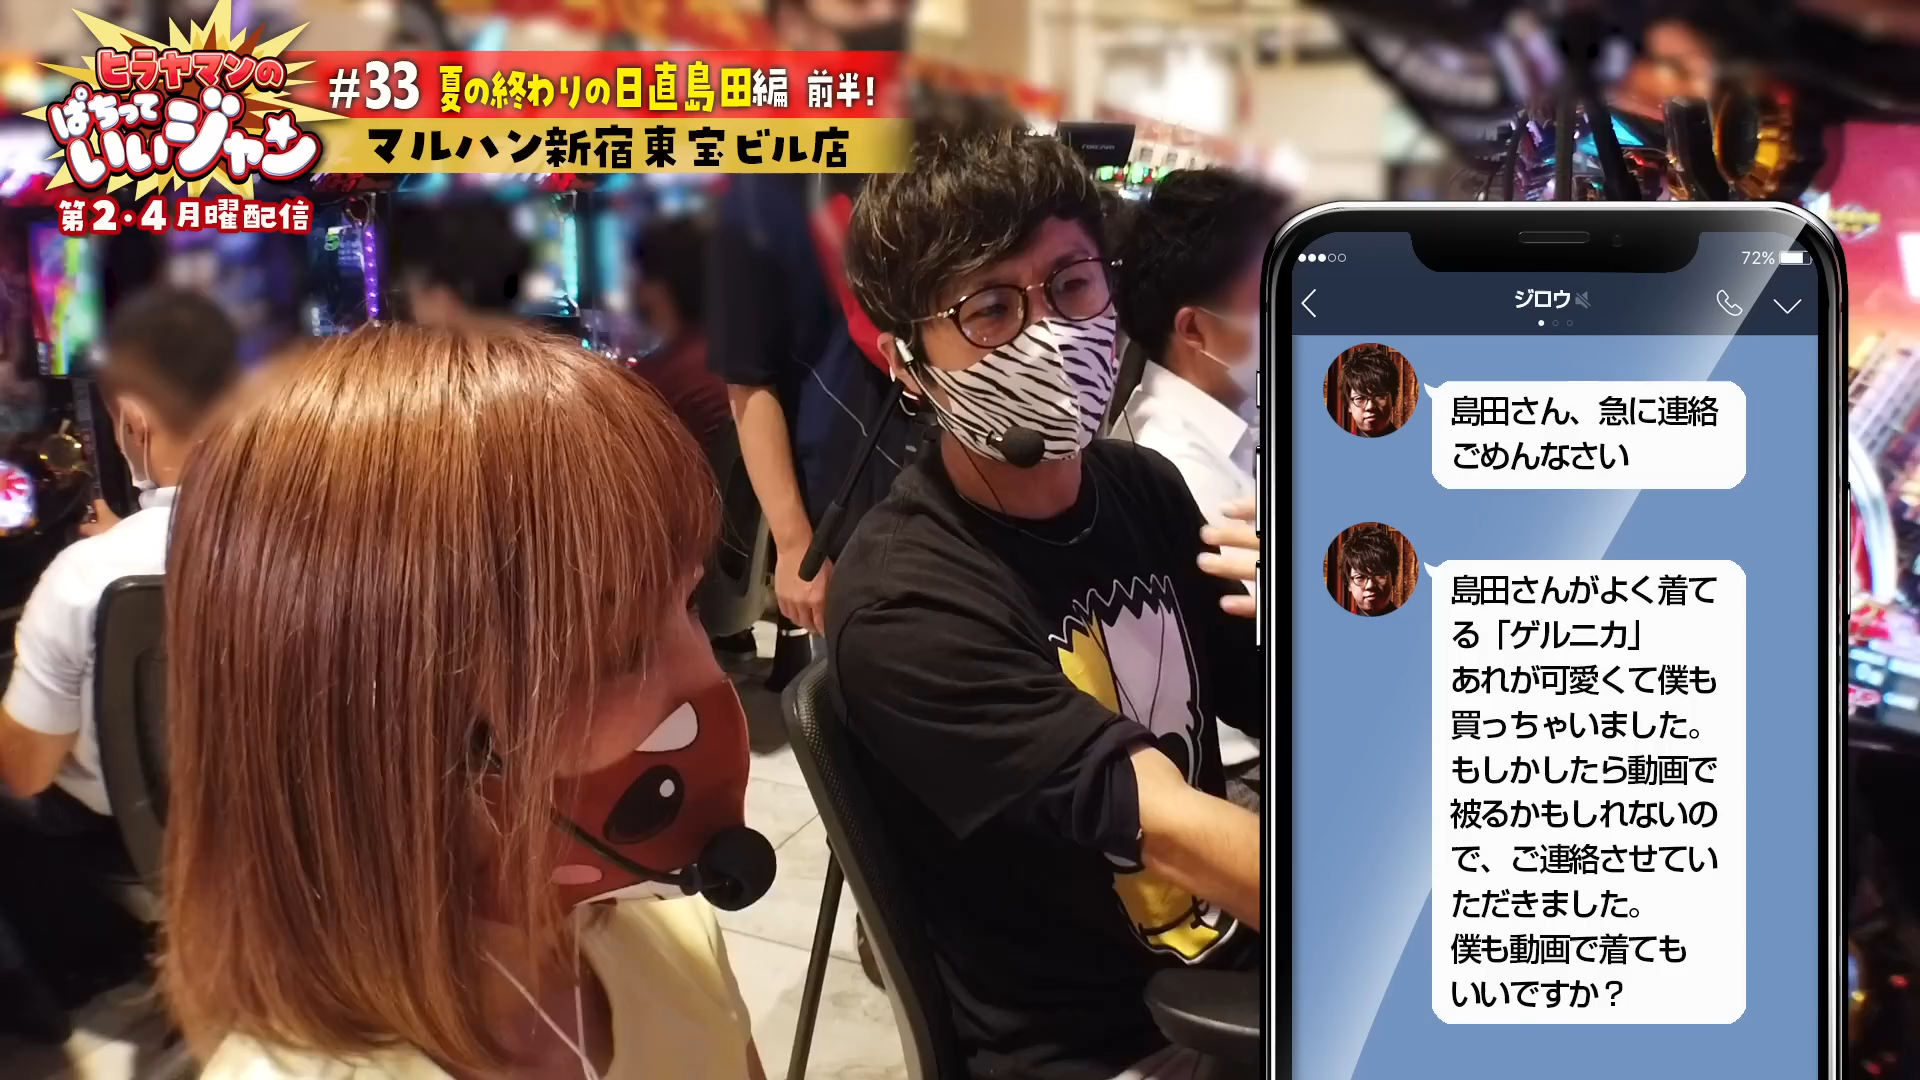 ヒラヤマンの
ぱちって
いいジャン
第2・4月曜配信
#33 夏の終わりの日直島田編 前半!
マルハン新宿東宝ビル店
72%
ジロウ
島田さん、急に連絡
ごめんなさい
島田さんがよく着て
る「ゲルニカ」
あれが可愛くて僕も
買っちゃいました。
もしかしたら動画で
被るかもしれないの
で、ご連絡させてい
ただきました。
僕も動画で着ても
いいですか？